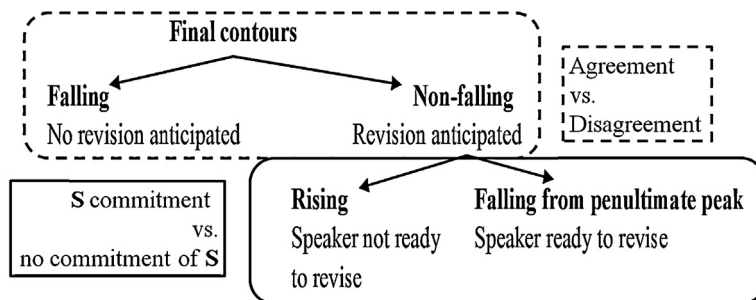 Final contours
Falling
No revision anticipated
Non-falling
Revision anticipated
Agreement
vs.
Disagreement
S commitment
vs.
no commitment of S
Rising
Speaker not ready
to revise
Falling from penultimate peak
Speaker ready to revise